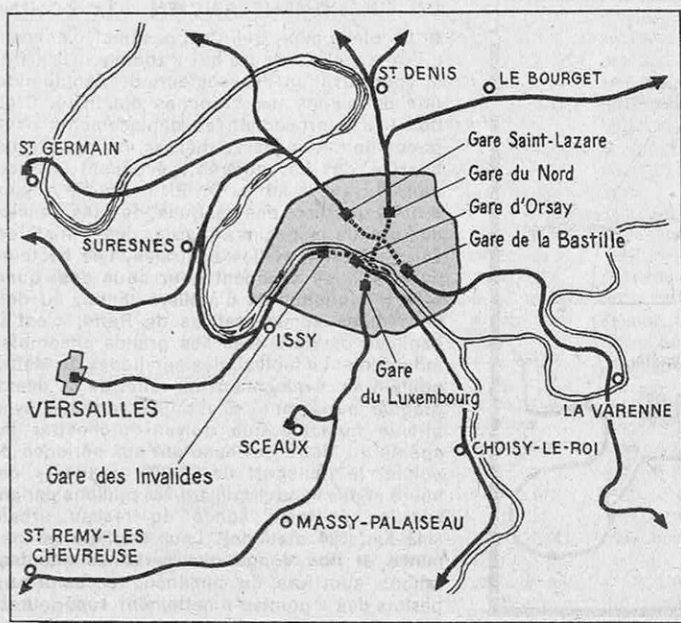 ST DENIS
LE BOURGET
ST GERMAIN
Gare Saint-Lazare
Gare du Nord
Gare d'Orsay
SURESNES
Gare de la Bastille
ISSY
Gare
du Luxembourg
LA VARENNE
VERSAILLES
SCEAUX
CHOISY-LE-ROI
Gare des Invalides
MASSY-PALAISEAU
ST REMY-LES
CHEVREUSE